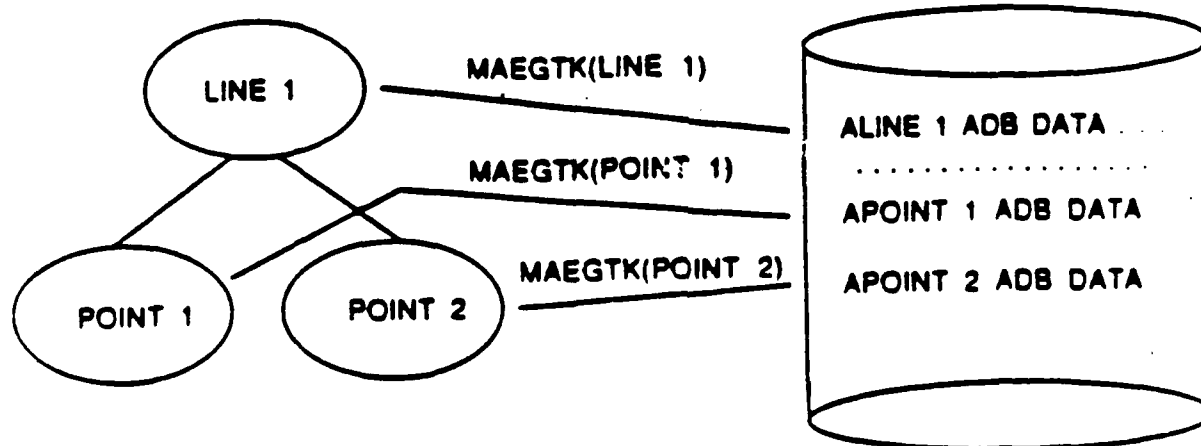 LINE 1
MAEGTK(LINE 1)
ALINE 1 ADB DATA . . . .
. . . . . . . . . . . . . . . . . . .
MAEGTK(POINT 1)
APOINT 1 ADB DATA
POINT 1
POINT 2
MAEGTK(POINT 2)
APOINT 2 ADB DATA